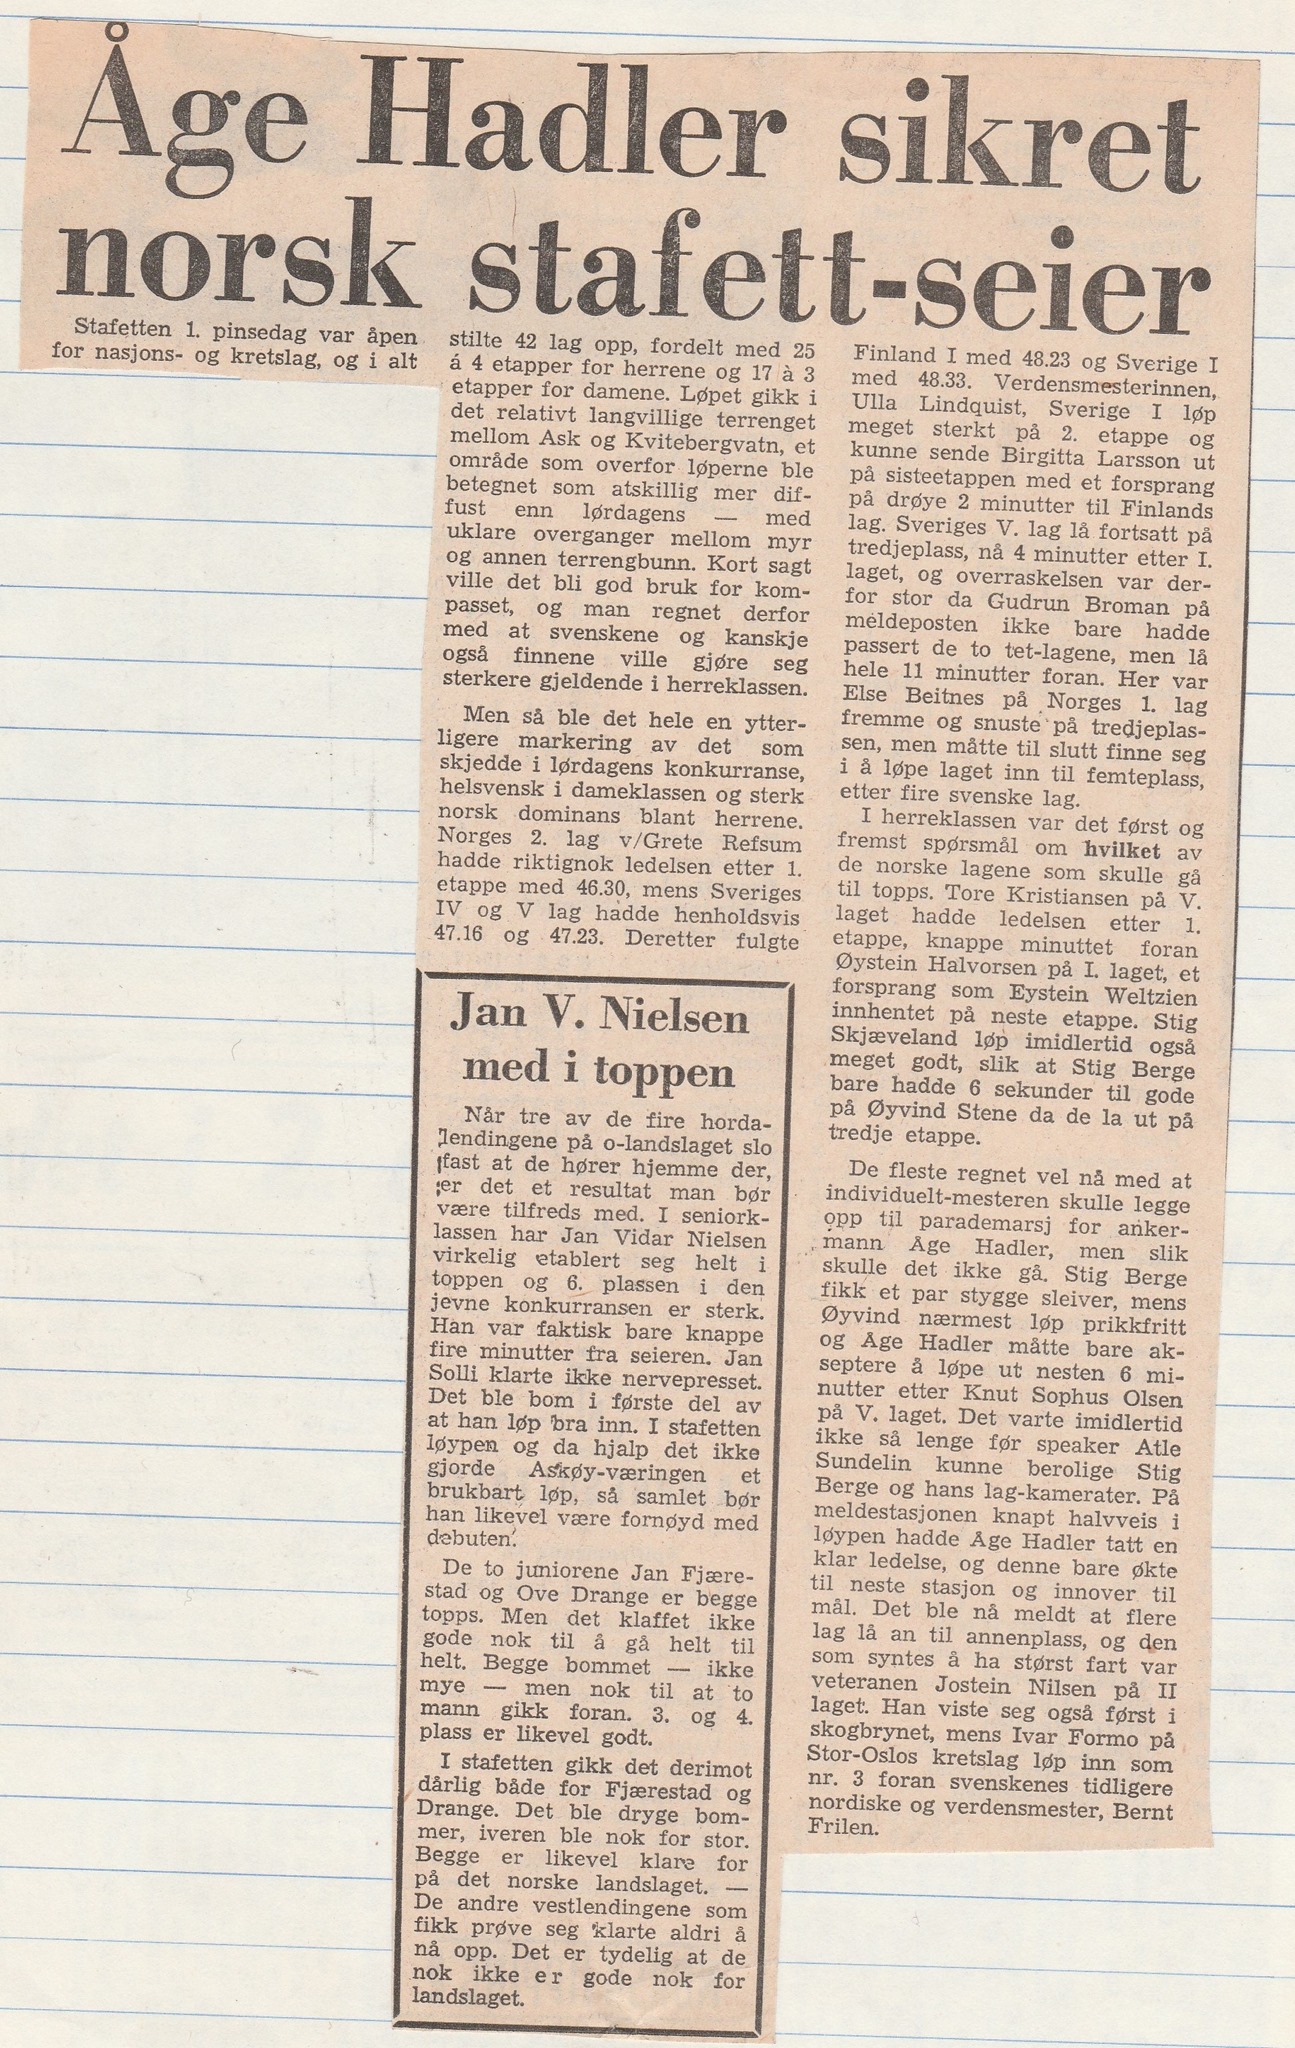 Åge Hadler sikret
norsk stafett-seier
Stafetten 1. pinsedag var åpen
for nasjons- og kretslag, og i alt
stilte 42 lag opp, fordelt med 25
á 4 etapper for herrene og 17 à 3
etapper for damene. Løpet gikk i
det relativt langvillige terrenget
mellom Ask og Kvitebergvatn, et
område som overfor løperne ble
betegnet som atskillig mer dif-
fust enn lørdagens — med
uklare overganger mellom myr
og annen terrengbunn. Kort sagt
ville det bli god bruk for kom-
passet, og man regnet derfor
med at svenskene og kanskje
også finnene ville gjøre seg
sterkere gjeldende i herreklassen.
Men så ble det hele en ytter-
ligere markering av det som
skjedde i lørdagens konkurranse,
helsvensk i dameklassen og sterk
norsk dominans blant herrene.
Norges 2. lag v/Grete Refsum
hadde riktignok ledelsen etter 1.
etappe med 46.30, mens Sveriges
IV og V lag hadde henholdsvis
47.16 og 47.23. Deretter fulgte
Finland I med 48.23 og Sverige I
med 48.33. Verdensmesterinnen,
Ulla Lindquist, Sverige I løp
meget sterkt på 2. etappe og
kunne sende Birgitta Larsson ut
på sisteetappen med et forsprang
på drøye 2 minutter til Finlands
lag. Sveriges V. lag lå fortsatt på
tredjeplass, nå 4 minutter etter I.
laget, og overraskelsen var der-
for stor da Gudrun Broman på
meldeposten ikke bare hadde
passert de to tet-lagene, men lå
hele 11 minutter foran. Her var
Else Beitnes på Norges 1. lag
fremme og snuste på tredjeplas-
sen, men måtte til slutt finne seg
i å løpe laget inn til femteplass,
etter fire svenske lag.
I herreklassen var det først og
fremst spørsmål om hvilket av
de norske lagene som skulle gå
til topps. Tore Kristiansen på V.
laget hadde ledelsen etter 1.
etappe, knappe minuttet foran
Øystein Halvorsen på I. laget, et
forsprang som Eystein Weltzien
innhentet på neste etappe. Stig
Skjæveland løp imidlertid også
meget godt, slik at Stig Berge
bare hadde 6 sekunder til gode
på Øyvind Stene da de la ut på
tredje etappe.
De fleste regnet vel nå med at
individuelt-mesteren skulle legge
opp til parademarsj for anker-
mann Åge Hadler, men slik
skulle det ikke gå. Stig Berge
fikk et par stygge sleiver, mens
Øyvind nærmest løp prikkfritt
og Åge Hadler måtte bare ak-
septere å løpe ut nesten 6 mi-
nutter etter Knut Sophus Olsen
på V. laget. Det varte imidlertid
ikke så lenge før speaker Atle
Sundelin kunne berolige Stig
Berge og hans lag-kamerater. På
meldestasjonen knapt halvveis i
løypen hadde Åge Hadler tatt en
klar ledelse, og denne bare økte
til neste stasjon og innover til
mål. Det ble nå meldt at flere
lag lå an til annenplass, og den
som syntes å ha størst fart var
veteranen Jostein Nilsen på II
laget. Han viste seg også først i
skogbrynet, mens Ivar Formo på
Stor-Oslos kretslag løp inn som
nr. 3 foran svenskenes tidligere
nordiske og verdensmester, Bernt
Frilen.
Jan V. Nielsen
med i toppen
Når tre av de fire horda-
lendingene på o-landslaget slo
fast at de hører hjemme der,
er det et resultat man bør
være tilfreds med. I seniork-
lassen har Jan Vidar Nielsen
virkelig etablert seg helt i
toppen og 6. plassen i den
jevne konkurransen er sterk.
Han var faktisk bare knappe
fire minutter fra seieren. Jan
Solli klarte ikke nervepresset.
Det ble bom i første del av
at han løp bra inn. I stafetten
løypen og da hjalp det ikke
gjorde Askøy-væringen et
brukbart løp, så samlet bør
han likevel være fornøyd med
debuten.
De to juniorene Jan Fjære-
stad og Ove Drange er begge
topps. Men det klaffet ikke
gode nok til å gå helt til
helt. Begge bommet — ikke
mye — men nok til at to
mann gikk foran. 3. og 4.
plass er likevel godt.
I stafetten gikk det derimot
dårlig både for Fjærestad og
Drange. Det ble dryge bom-
mer, iveren ble nok for stor.
Begge er likevel klare for
på det norske landslaget. —
De andre vestlendingene som
fikk prøve seg klarte aldri å
nå opp. Det er tydelig at de
nok ikke er gode nok for
landslaget.